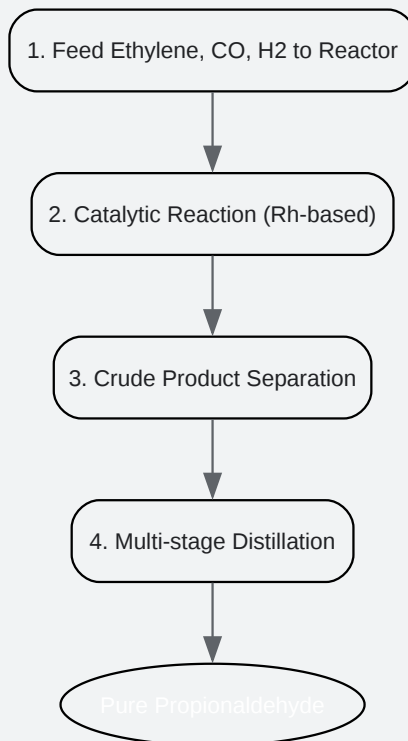 1. Feed Ethylene, CO, H2 to Reactor
2. Catalytic Reaction (Rh-based)
3. Crude Product Separation
4. Multi-stage Distillation
Pure Propionaldehyde